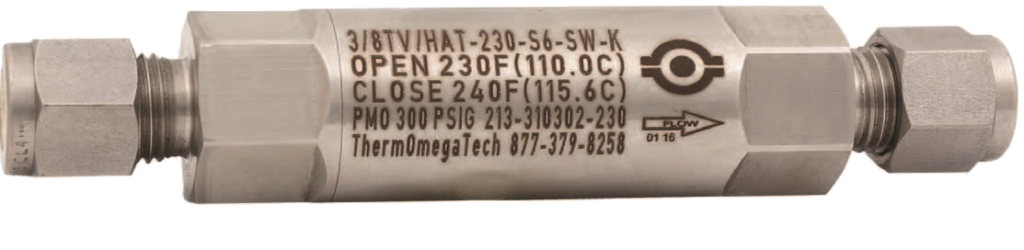 3/8TV/HAT-230-S6-SW-K
OPEN 230F(110.0C)
CLOSE 240F(115.6C)
PMO 300 PSIG 213-310302-230
ThermOmegaTech 877-379-8258
FLOW
01 16